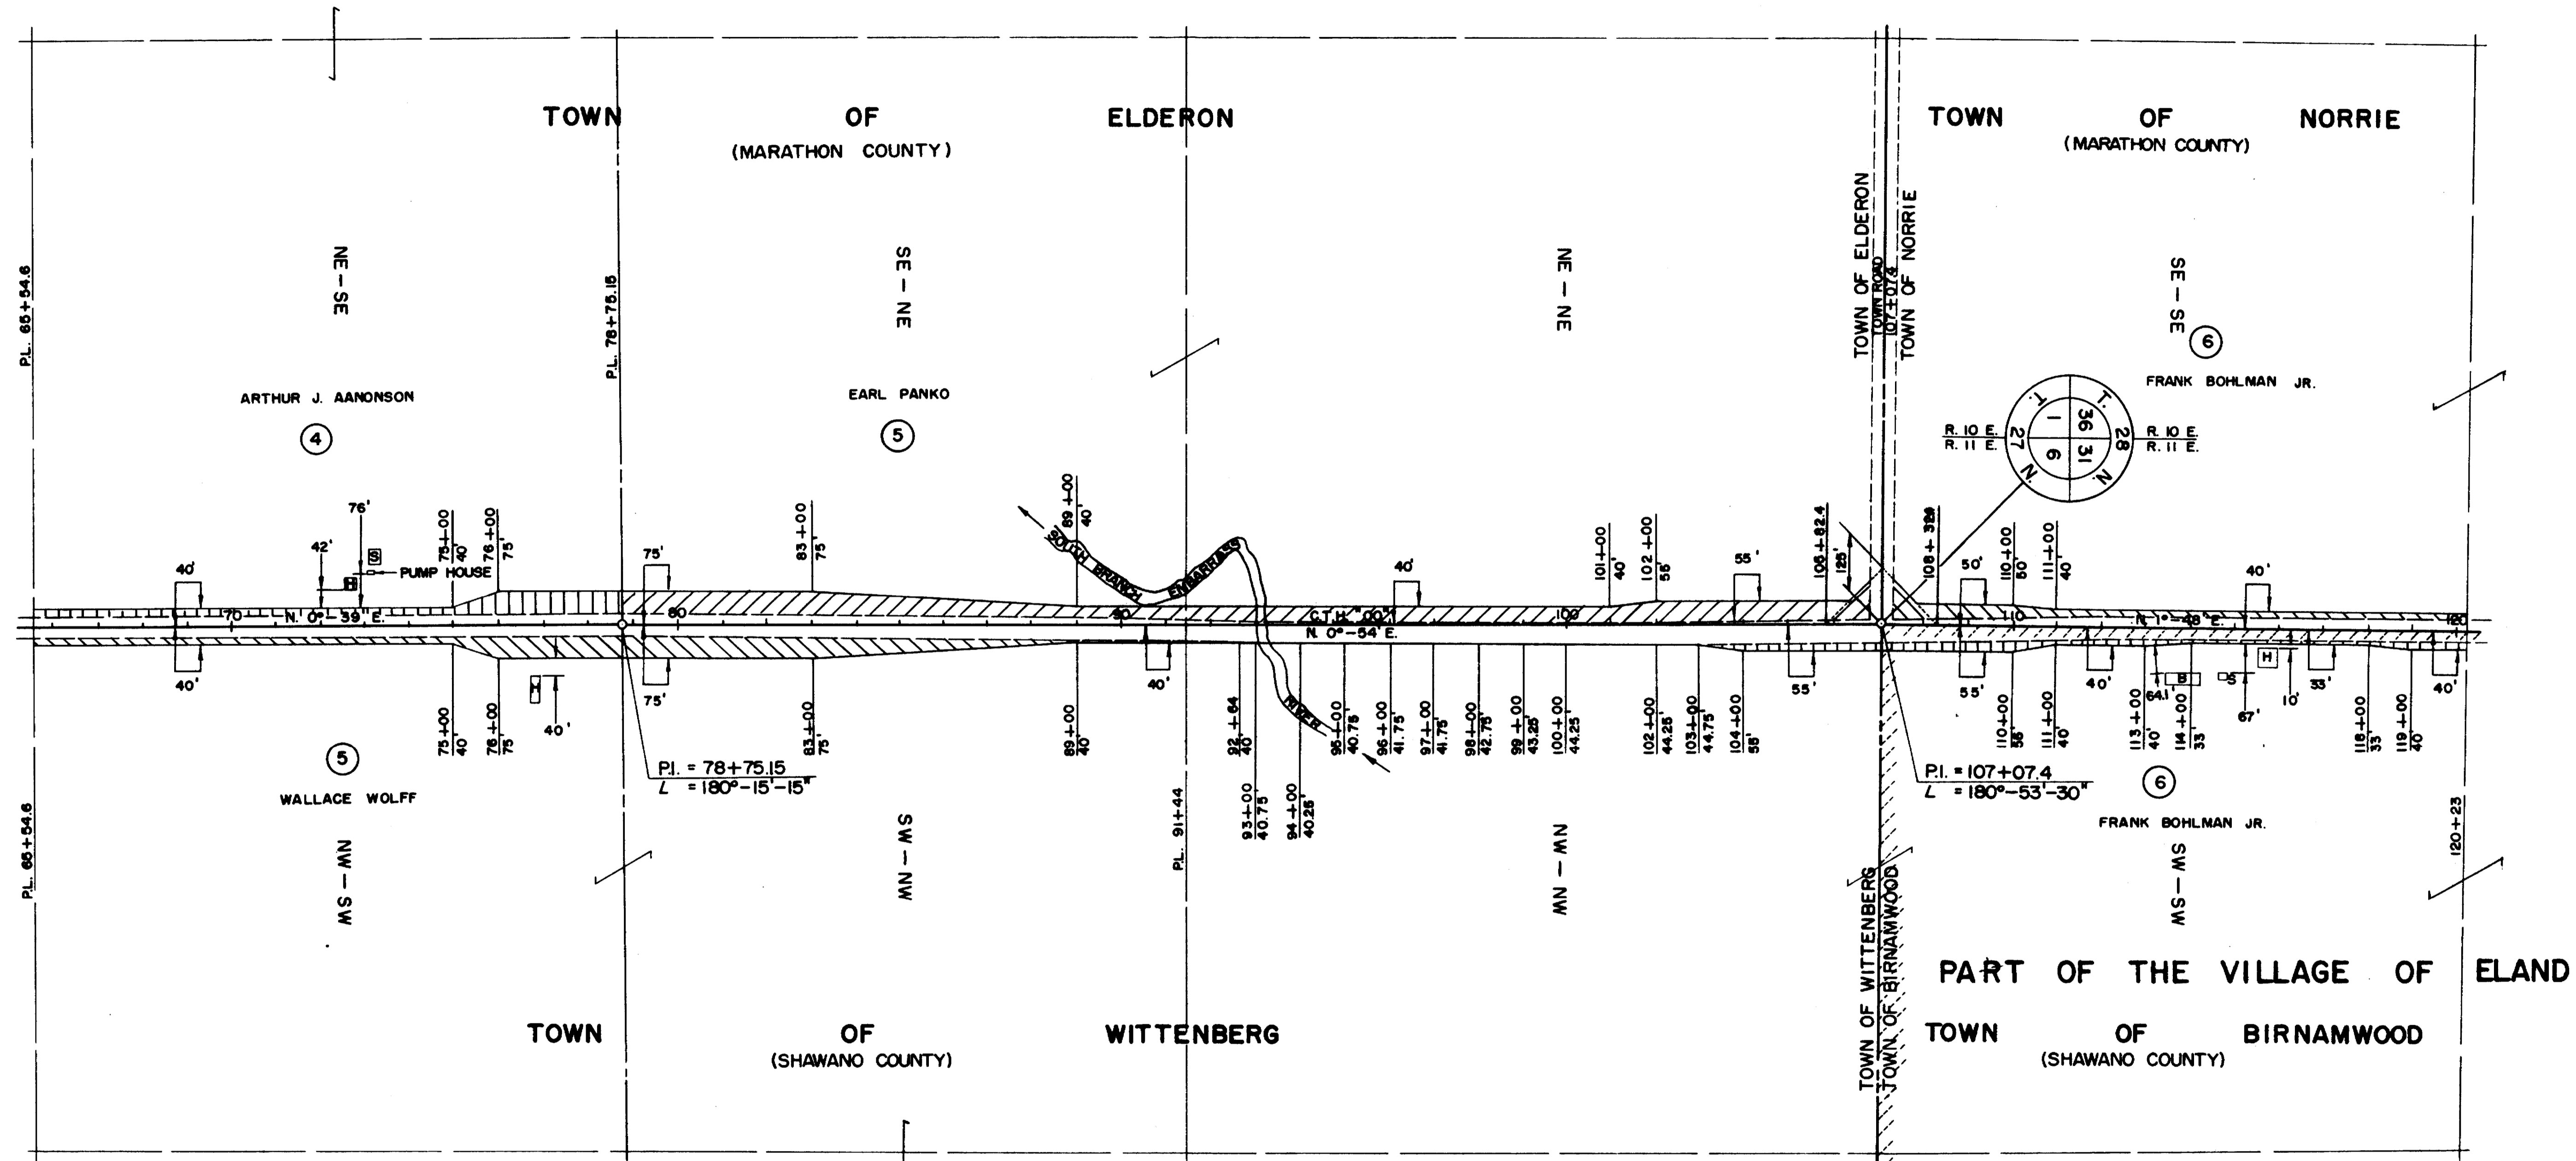 TOWN OF ELDERON
(MARATHON COUNTY)
TOWN OF NORRIE
(MARATHON COUNTY)
P.L. 65+54.6
NE – SE
P.L. 78+75.15
SE – NE
NE – NE
TOWN OF ELDERON
TOWN ROAD
107+07.4
TOWN OF NORRIE
SE – SE
6
FRANK BOHLMAN JR.
ARTHUR J. AANONSON
4
EARL PANKO
5
R. 10 E.
R. 11 E.
T. 27 N.
T. 28 N.
1
36
6
31
R. 10 E.
R. 11 E.
40'
42'
76'
S
B
PUMP HOUSE
75+00
40'
76+00
75'
75'
83+00
75'
89+00
40'
SOUTH BRANCH EMBARRASS RIVER
40'
101+00
40'
102+00
55'
55'
106+82.4
125'
50'
110+00
50'
111+00
40'
40'
70
N. 0°–39' E.
80
90
C.T.H. "OO"
N. 0°–54' E.
100
110
N. 1°–48' E.
120
40'
75+00
40'
76+00
75'
H
40'
75'
83+00
75'
89+00
40'
40'
92+64
40'
93+00
40.75'
94+00
40.25'
95+00
40.75'
96+00
41.75'
97+00
41.75'
98+00
42.75'
99+00
43.25'
100+00
44.25'
102+00
44.25'
103+00
44.75'
104+00
55'
55'
55'
110+00
55'
111+00
40'
40'
113+00
40'
64.1'
B
114+00
33'
S
67'
H
10'
33'
118+00
33'
119+00
40'
40'
P.I. = 78+75.15
∠ = 180°–15'–15"
P.I. = 107+07.4
∠ = 180°–53'–30"
5
WALLACE WOLFF
6
FRANK BOHLMAN JR.
P.L. 65+54.6
NW – SW
SW – NW
P.L. 91+44
NW – NW
TOWN OF WITTENBERG
TOWN OF BIRNAMWOOD
SW – SW
120+23
PART OF THE VILLAGE OF ELAND
TOWN OF WITTENBERG
(SHAWANO COUNTY)
TOWN OF BIRNAMWOOD
(SHAWANO COUNTY)